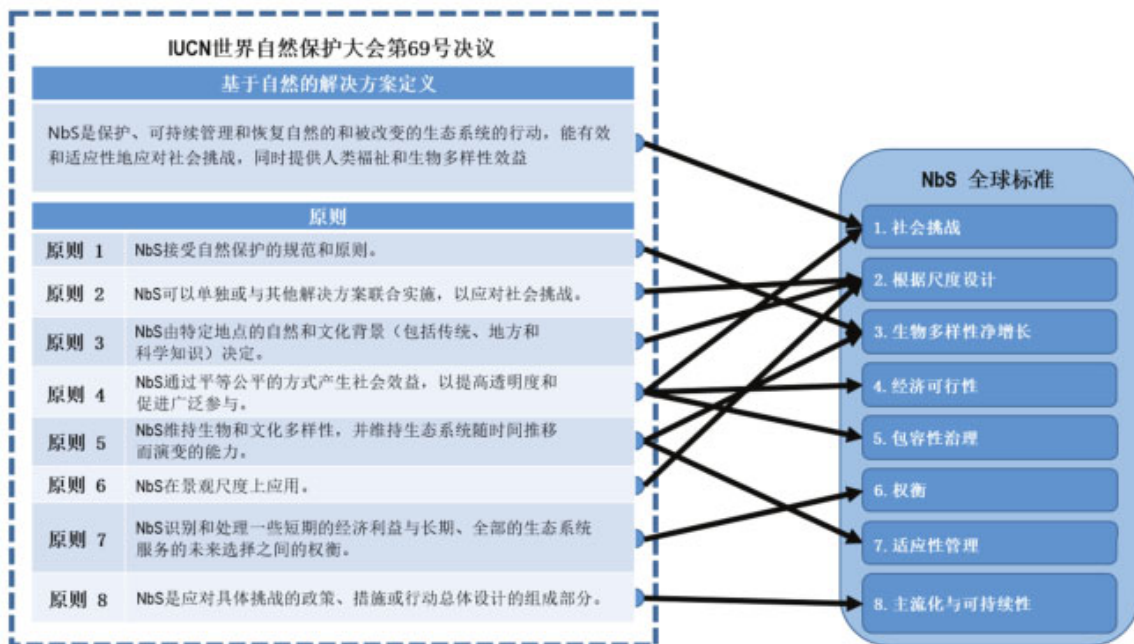 IUCN世界自然保护大会第69号决议
基于自然的解决方案定义
NbS是保护、可持续管理和恢复自然的和被改变的生态系统的行动，能有效
和适应性地应对社会挑战，同时提供人类福祉和生物多样性效益
原则
原则 1
NbS接受自然保护的规范和原则。
原则 2
NbS可以单独或与其他解决方案联合实施，以应对社会挑战。
原则 3
NbS由特定地点的自然和文化背景（包括传统、地方和
科学知识）决定。
原则 4
NbS通过平等公平的方式产生社会效益，以提高透明度和
促进广泛参与。
原则 5
NbS维持生物和文化多样性，并维持生态系统随时间推移
而演变的能力。
原则 6
NbS在景观尺度上应用。
原则 7
NbS识别和处理一些短期的经济利益与长期、全部的生态系统
服务的未来选择之间的权衡。
原则 8
NbS是应对具体挑战的政策、措施或行动总体设计的组成部分。
NbS 全球标准
1. 社会挑战
2. 根据尺度设计
3. 生物多样性净增长
4. 经济可行性
5. 包容性治理
6. 权衡
7. 适应性管理
8. 主流化与可持续性